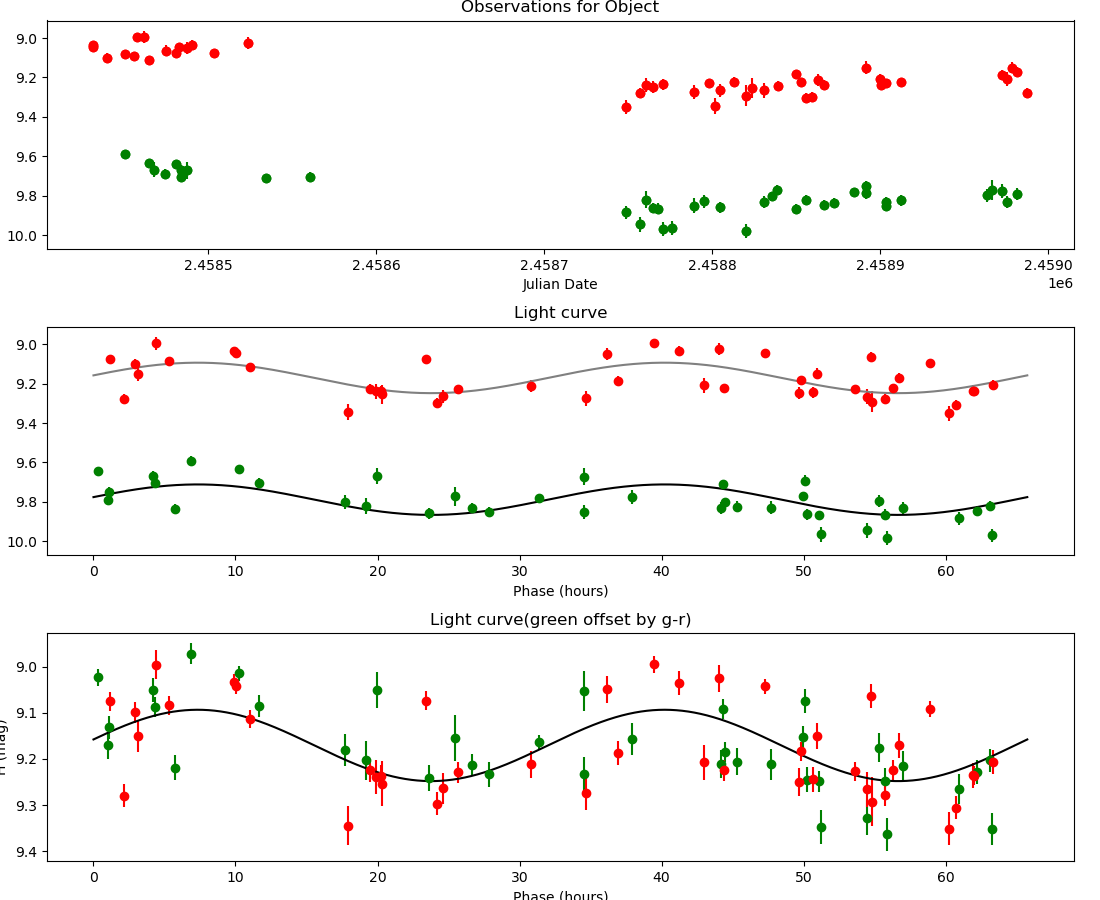 Observations for Object
9.0
9.2
9.4
9.6
9.8
10.0
2.4585 2.4586 2.4587 2.4588 2.4589 2.4590
Julian Date
1e6
Light curve
9.0
9.2
9.4
9.6
9.8
10.0
0 10 20 30 40 50 60
Phase (hours)
Light curve(green offset by g-r)
9.0
9.1
9.2
9.3
9.4
(mag)
0 10 20 30 40 50 60
Phase (hours)